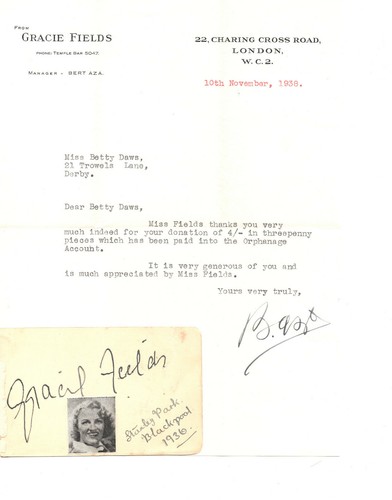 FROM
GRACIE FIELDS
PHONE: TEMPLE BAR 5047.
MANAGER - BERT AZA.
22, CHARING CROSS ROAD,
LONDON,
W.C.2.
10th November, 1938.
Miss Betty Daws,
21 Trowels Lane,
Derby.
Dear Betty Daws,
Miss Fields thanks you very
much indeed for your donation of 4/- in threepenny
pieces which has been paid into the Orphanage
Account.
It is very generous of you and
is much appreciated by Miss Fields.
Yours very truly,
Gracie Fields
Stanley Park
Blackpool
1936.